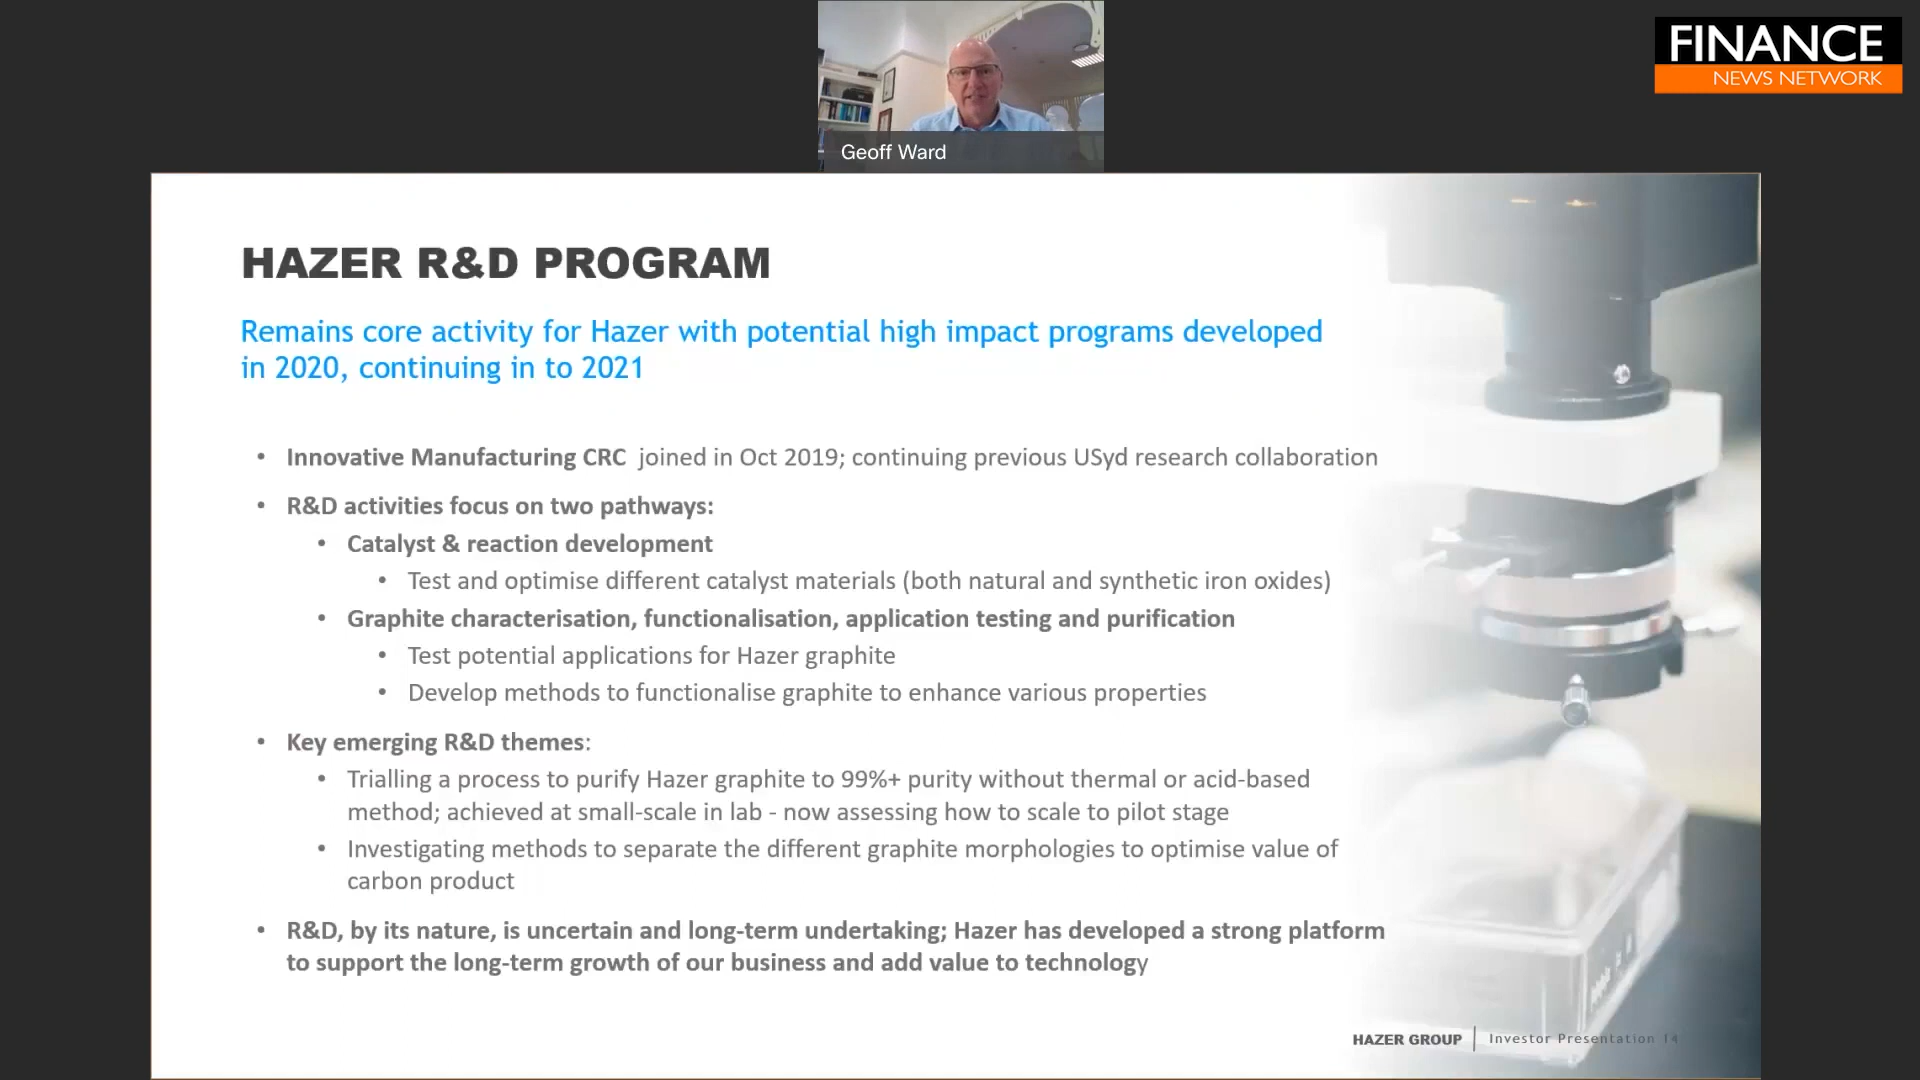 FINANCE
NEWS NETWORK
Geoff Ward
HAZER R&D PROGRAM
Remains core activity for Hazer with potential high impact programs developed
in 2020, continuing in to 2021
• Innovative Manufacturing CRC joined in Oct 2019; continuing previous USyd research collaboration
• R&D activities focus on two pathways:
• Catalyst & reaction development
• Test and optimise different catalyst materials (both natural and synthetic iron oxides)
• Graphite characterisation, functionalisation, application testing and purification
• Test potential applications for Hazer graphite
• Develop methods to functionalise graphite to enhance various properties
• Key emerging R&D themes:
• Trialling a process to purify Hazer graphite to 99%+ purity without thermal or acid-based
method; achieved at small-scale in lab - now assessing how to scale to pilot stage
• Investigating methods to separate the different graphite morphologies to optimise value of
carbon product
• R&D, by its nature, is uncertain and long-term undertaking; Hazer has developed a strong platform
to support the long-term growth of our business and add value to technology
HAZER GROUP | Investor Presentation 14